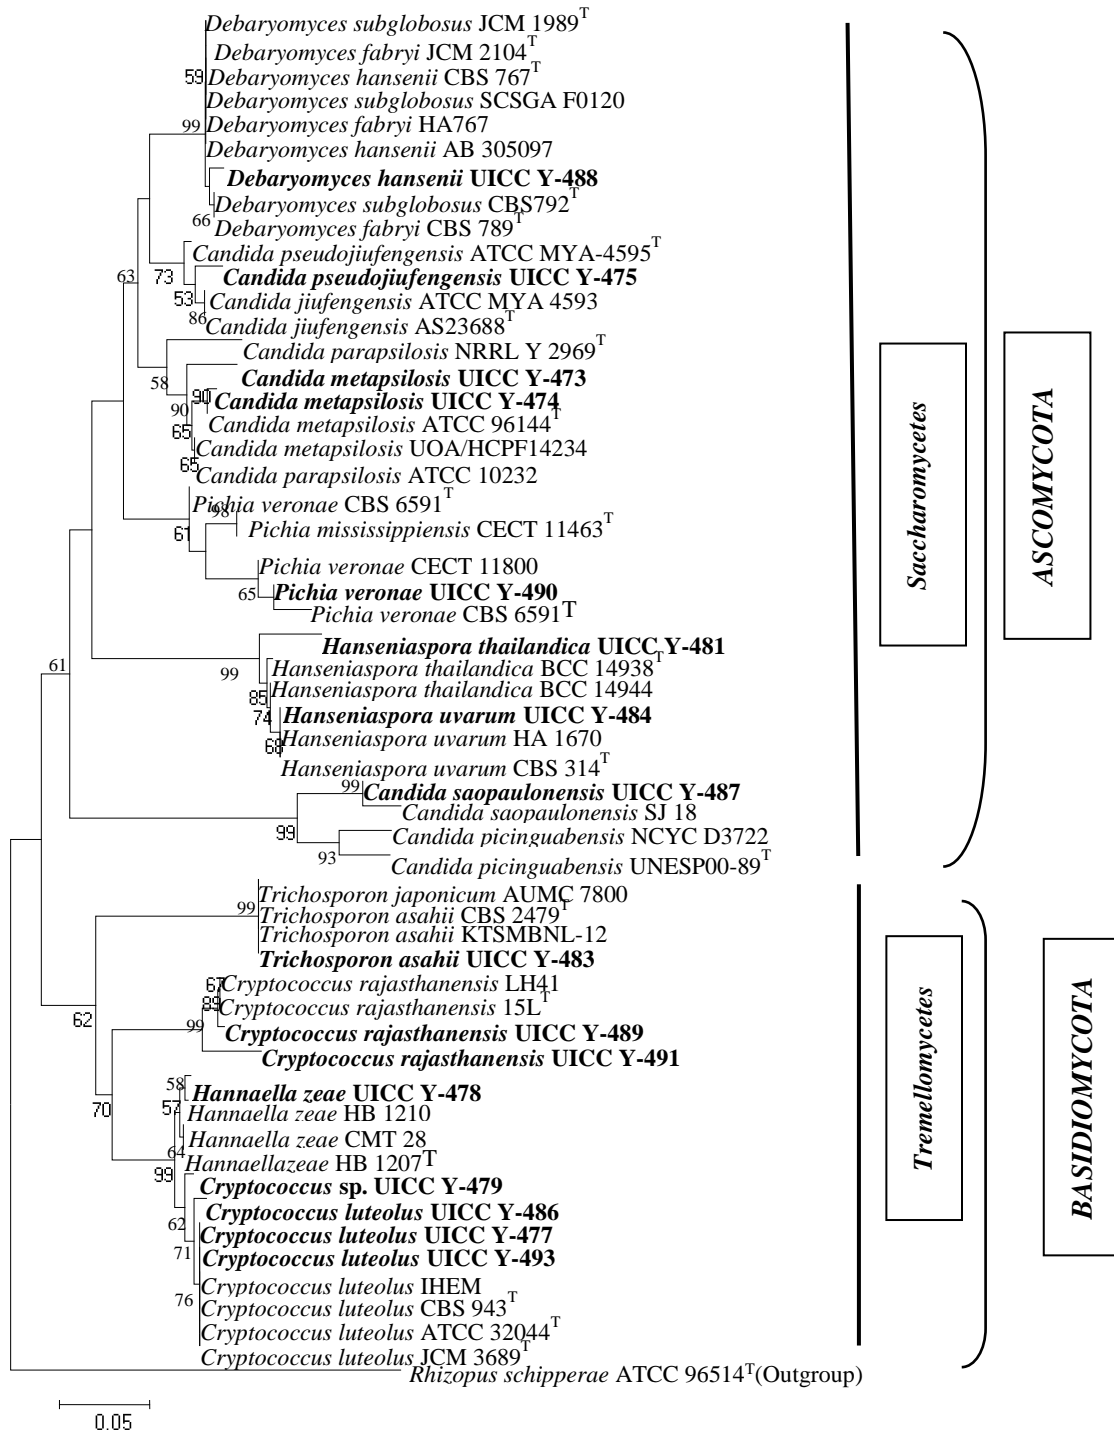 Debaryomyces subglobosus JCM 1989T
Debaryomyces fabryi JCM 2104T
59
Debaryomyces hansenii CBS 767T
Debaryomyces subglobosus SCSGA F0120
99
Debaryomyces fabryi HA767
Debaryomyces hansenii AB 305097
Debaryomyces hansenii UICC Y-488
Debaryomyces subglobosus CBS792T
66
Debaryomyces fabryi CBS 789T
Candida pseudojiufengensis ATCC MYA-4595T
63
73
Candida pseudojiufengensis UICC Y-475
53
Candida jiufengensis ATCC MYA 4593
86
Candida jiufengensis AS23688T
Candida parapsilosis NRRL Y 2969T
58
Candida metapsilosis UICC Y-473
90
Candida metapsilosis UICC Y-474
90
Candida metapsilosis ATCC 96144T
65
Candida metapsilosis UOA/HCPF14234
65
Candida parapsilosis ATCC 10232
Pichia veronae CBS 6591T
98
Pichia mississippiensis CECT 11463T
61
Pichia veronae CECT 11800
65
Pichia veronae UICC Y-490
Pichia veronae CBS 6591T
Hanseniaspora thailandica UICC Y-481
61
99
Hanseniaspora thailandica BCC 14938T
Hanseniaspora thailandica BCC 14944
85
74
Hanseniaspora uvarum UICC Y-484
68
Hanseniaspora uvarum HA 1670
Hanseniaspora uvarum CBS 314T
99
Candida saopaulonensis UICC Y-487
Candida saopaulonensis SJ 18
99
Candida picinguabensis NCYC D3722
93
Candida picinguabensis UNESP00-89T
Saccharomycetes
ASCOMYCOTA
Trichosporon japonicum AUMC 7800
99
Trichosporon asahii CBS 2479T
Trichosporon asahii KTSMBNL-12
Trichosporon asahii UICC Y-483
67
Cryptococcus rajasthanensis LH41
89
Cryptococcus rajasthanensis 15LT
62
99
Cryptococcus rajasthanensis UICC Y-489
Cryptococcus rajasthanensis UICC Y-491
58
Hannaella zeae UICC Y-478
70
57
Hannaella zeae HB 1210
Hannaella zeae CMT 28
64
Hannaellazeae HB 1207T
99
Cryptococcus sp. UICC Y-479
Cryptococcus luteolus UICC Y-486
62
Cryptococcus luteolus UICC Y-477
71
Cryptococcus luteolus UICC Y-493
Cryptococcus luteolus IHEM
76
Cryptococcus luteolus CBS 943T
Cryptococcus luteolus ATCC 32044T
Cryptococcus luteolus JCM 3689T
Tremellomycetes
BASIDIOMYCOTA
Rhizopus schipperae ATCC 96514T(Outgroup)
0.05